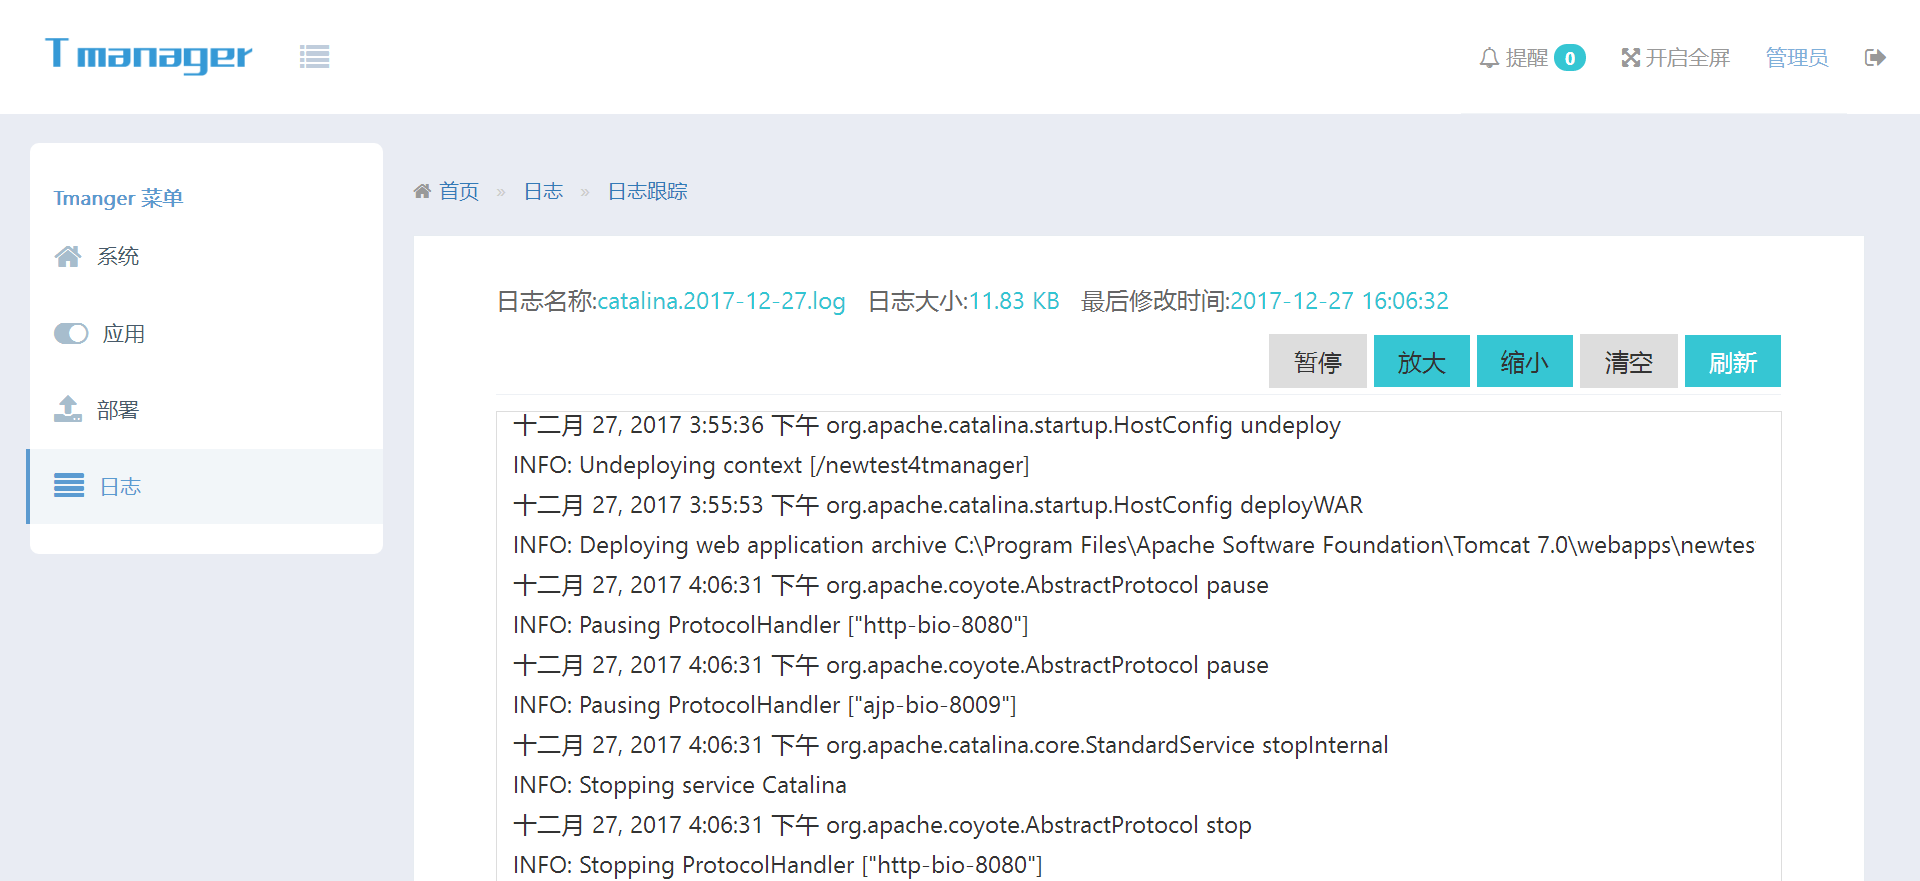 T manager
提醒 0 开启全屏 管理员
Tmanger 菜单
系统
应用
部署
日志
首页 » 日志 » 日志跟踪
日志名称:catalina.2017-12-27.log 日志大小:11.83 KB 最后修改时间:2017-12-27 16:06:32
暂停 放大 缩小 清空 刷新
十二月 27, 2017 3:55:36 下午 org.apache.catalina.startup.HostConfig undeploy
INFO: Undeploying context [/newtest4tmanager]
十二月 27, 2017 3:55:53 下午 org.apache.catalina.startup.HostConfig deployWAR
INFO: Deploying web application archive C:\Program Files\Apache Software Foundation\Tomcat 7.0\webapps\newtes
十二月 27, 2017 4:06:31 下午 org.apache.coyote.AbstractProtocol pause
INFO: Pausing ProtocolHandler ["http-bio-8080"]
十二月 27, 2017 4:06:31 下午 org.apache.coyote.AbstractProtocol pause
INFO: Pausing ProtocolHandler ["ajp-bio-8009"]
十二月 27, 2017 4:06:31 下午 org.apache.catalina.core.StandardService stopInternal
INFO: Stopping service Catalina
十二月 27, 2017 4:06:31 下午 org.apache.coyote.AbstractProtocol stop
INFO: Stopping ProtocolHandler ["http-bio-8080"]